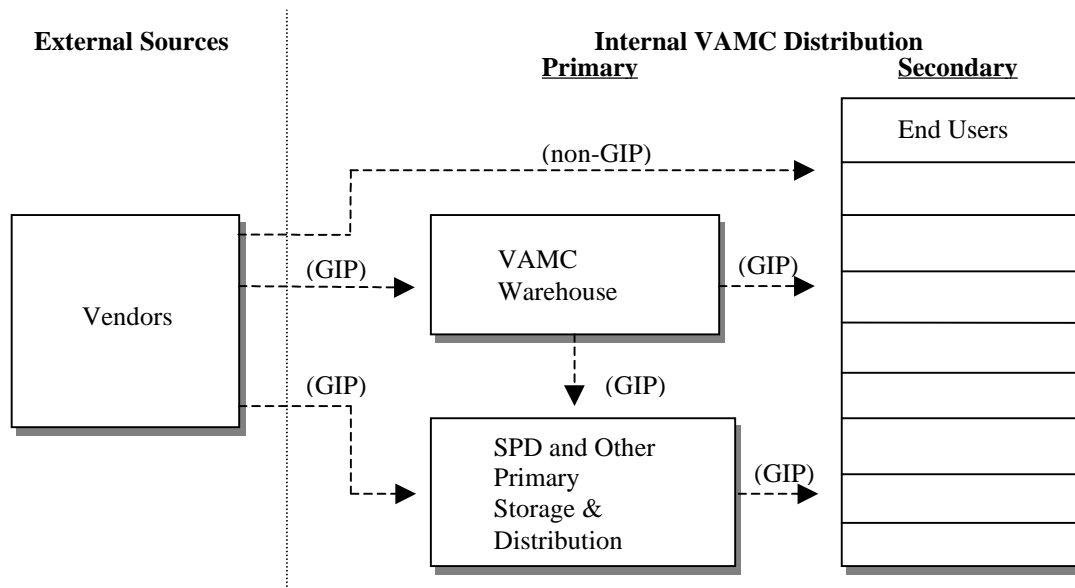 External Sources
Internal VAMC Distribution
Primary
Secondary
End Users
(non-GIP)
VAMC
Warehouse
(GIP)
(GIP)
Vendors
(GIP)
(GIP)
SPD and Other
Primary
Storage &
Distribution
(GIP)